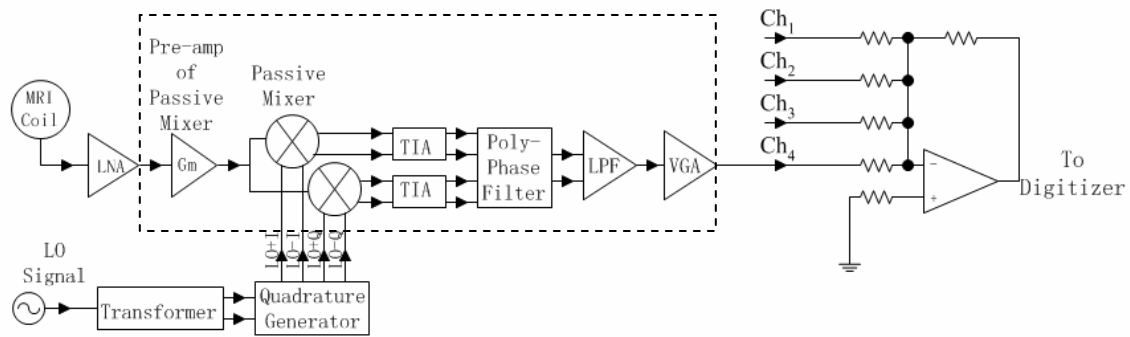 Pre-amp
of
Passive
Mixer
Passive
Mixer
MRI
Coil
LNA
Gm
TIA
TIA
Poly-
Phase
Filter
LPF
VGA
Ch1
Ch2
Ch3
Ch4
−
+
To
Digitizer
LO+I
LO-I
LO+Q
LO-Q
LO
Signal
Transformer
Quadrature
Generator